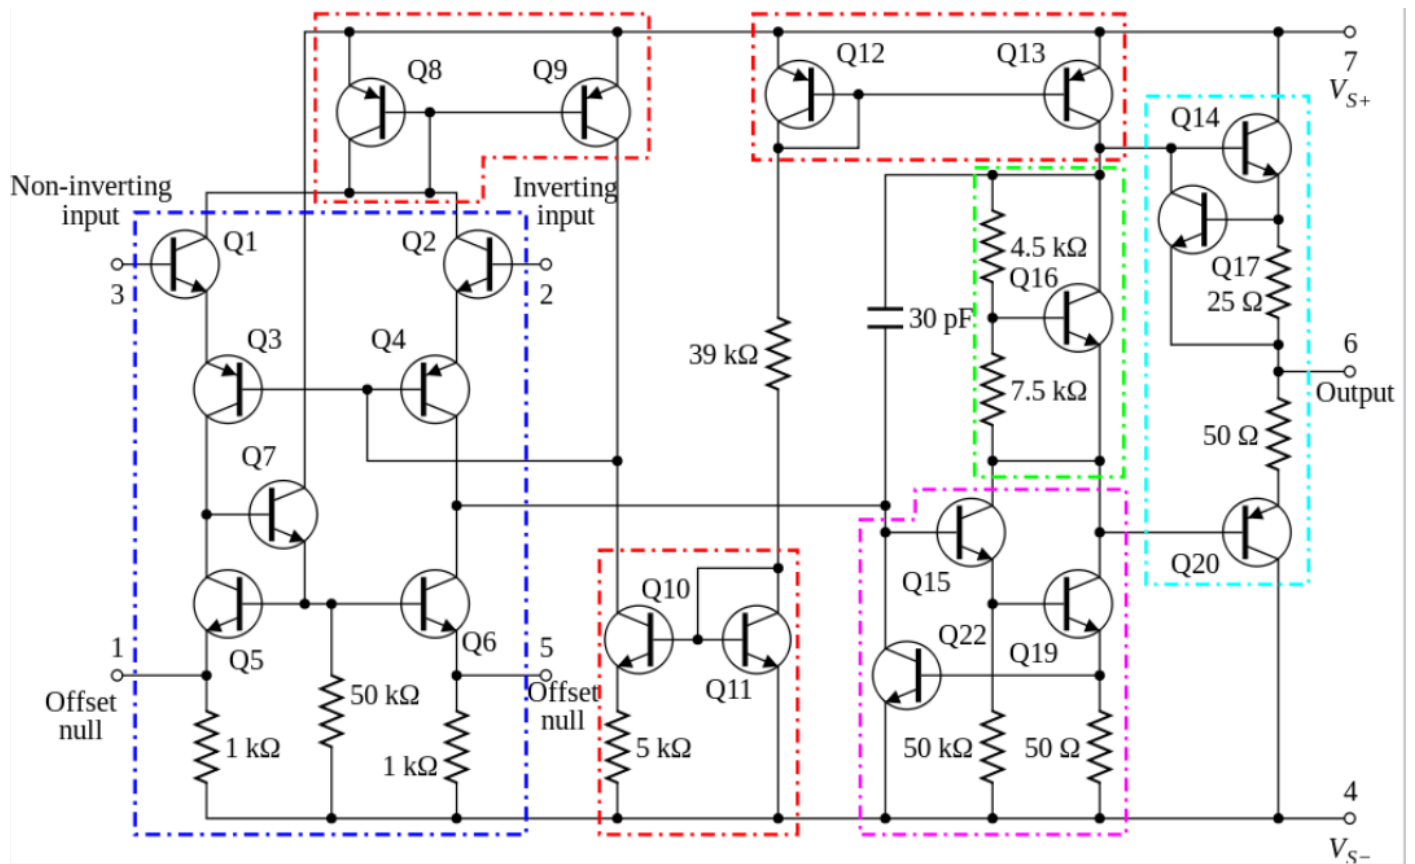 Q8
Q9
Q12
Q13
7
V_S+
Q14
Non-inverting
input
Inverting
input
Q1
Q2
3
2
Q17
25 Ω
4.5 kΩ
Q16
30 pF
Q3
Q4
39 kΩ
7.5 kΩ
6
Output
50 Ω
Q7
Q15
Q20
Q10
Q5
Q6
1
Offset
null
5
Offset
null
Q11
Q22
Q19
50 kΩ
1 kΩ
1 kΩ
5 kΩ
50 kΩ
50 Ω
4
V_S−